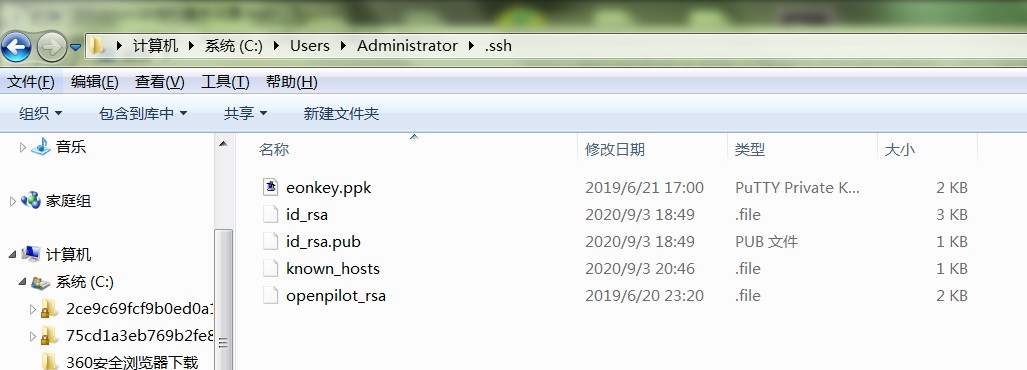 计算机 系统 (C:) Users Administrator .ssh
文件(F) 编辑(E) 查看(V) 工具(T) 帮助(H)
组织 包含到库中 共享 新建文件夹
音乐
家庭组
计算机
系统 (C:)
2ce9c69fcf9b0ed0a1
75cd1a3eb769b2fe8
360安全浏览器下载
名称 修改日期 类型 大小
eonkey.ppk 2019/6/21 17:00 PuTTY Private K... 2 KB
id_rsa 2020/9/3 18:49 .file 3 KB
id_rsa.pub 2020/9/3 18:49 PUB 文件 1 KB
known_hosts 2020/9/3 20:46 .file 1 KB
openpilot_rsa 2019/6/20 23:20 .file 2 KB